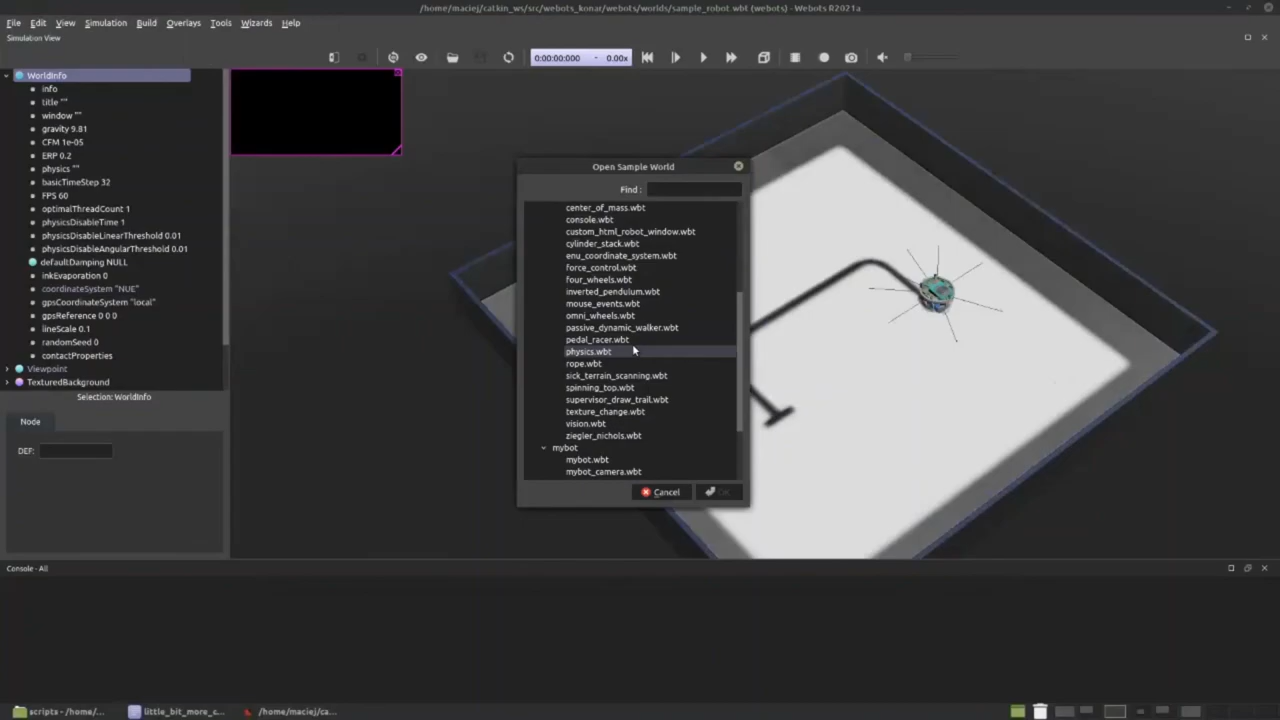 /home/maciej/catkin_ws/src/webots_konar/webots/worlds/sample_robot.wbt (webots) - Webots R2021a
File Edit View Simulation Build Overlays Tools Wizards Help
Simulation View
0:00:00:000 - 0.00x
WorldInfo
info
title ""
window ""
gravity 9.81
CFM 1e-05
ERP 0.2
physics ""
basicTimeStep 32
FPS 60
optimalThreadCount 1
physicsDisableTime 1
physicsDisableLinearThreshold 0.01
physicsDisableAngularThreshold 0.01
defaultDamping NULL
inkEvaporation 0
coordinateSystem "NUE"
gpsCoordinateSystem "local"
gpsReference 0 0 0
lineScale 0.1
randomSeed 0
contactProperties
Viewpoint
TexturedBackground
Selection: WorldInfo
Node
DEF:
Open Sample World
Find :
center_of_mass.wbt
console.wbt
custom_html_robot_window.wbt
cylinder_stack.wbt
enu_coordinate_system.wbt
force_control.wbt
four_wheels.wbt
inverted_pendulum.wbt
mouse_events.wbt
omni_wheels.wbt
passive_dynamic_walker.wbt
pedal_racer.wbt
physics.wbt
rope.wbt
sick_terrain_scanning.wbt
spinning_top.wbt
supervisor_draw_trail.wbt
texture_change.wbt
vision.wbt
ziegler_nichols.wbt
mybot
mybot.wbt
mybot_camera.wbt
Cancel OK
Console - All
scripts - /home/... little_bit_more_c... /home/maciej/ca...